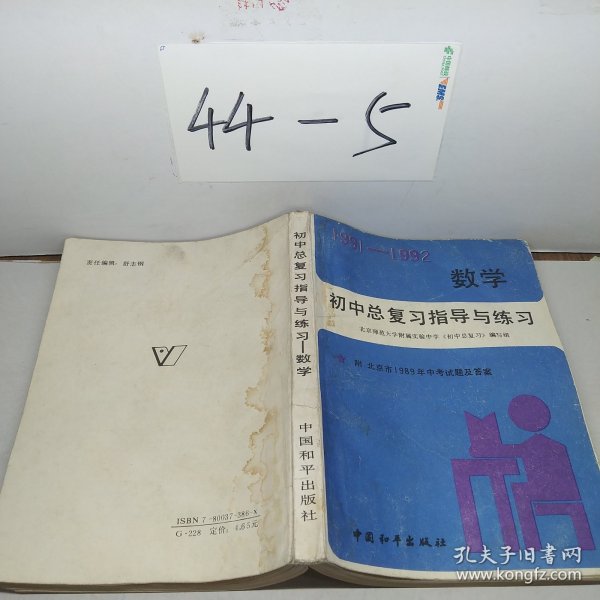 44-5
责任编辑：舒志钢
ISBN 7-80037-386-X
G·228 定价：4.65元
初中总复习指导与练习—数学
中国和平出版社
1991—1992
数学
初中总复习指导与练习
北京师范大学附属实验中学《初中总复习》编写组
附 北京市1989年中考试题及答案
中国和平出版社
孔夫子旧书网
www.kongfz.com